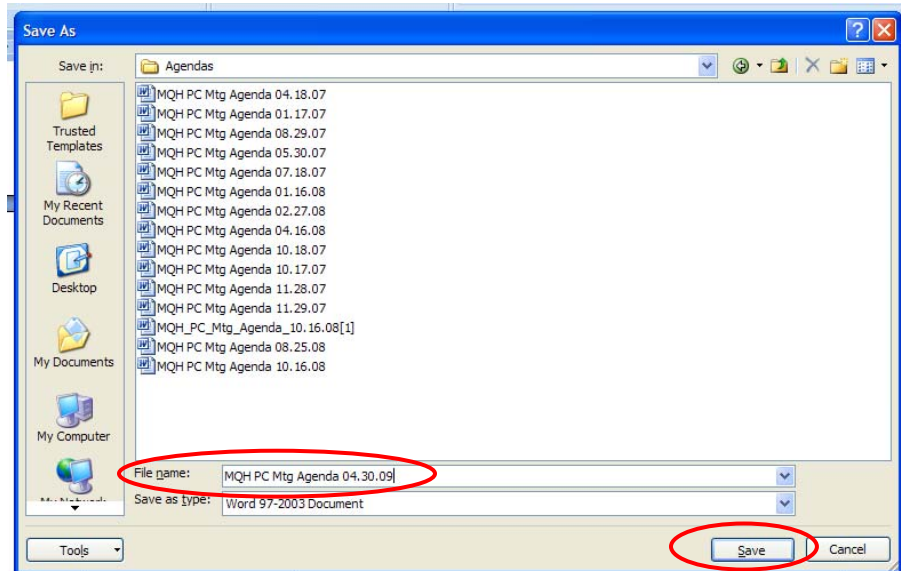 Save As
Save in:
Agendas
Trusted
Templates
My Recent
Documents
Desktop
My Documents
My Computer
MQH PC Mtg Agenda 04.18.07
MQH PC Mtg Agenda 01.17.07
MQH PC Mtg Agenda 08.29.07
MQH PC Mtg Agenda 05.30.07
MQH PC Mtg Agenda 07.18.07
MQH PC Mtg Agenda 01.16.08
MQH PC Mtg Agenda 02.27.08
MQH PC Mtg Agenda 04.16.08
MQH PC Mtg Agenda 10.18.07
MQH PC Mtg Agenda 10.17.07
MQH PC Mtg Agenda 11.28.07
MQH PC Mtg Agenda 11.29.07
MQH_PC_Mtg_Agenda_10.16.08[1]
MQH PC Mtg Agenda 08.25.08
MQH PC Mtg Agenda 10.16.08
File name:
MQH PC Mtg Agenda 04.30.09
Save as type:
Word 97-2003 Document
Tools
Save
Cancel